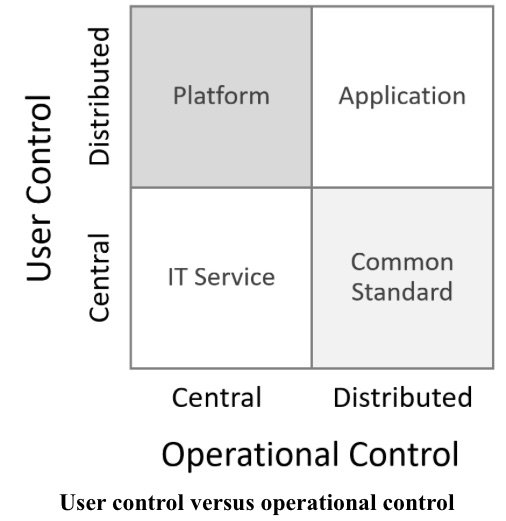 User Control
Distributed
Central
Platform
Application
IT Service
Common
Standard
Central
Distributed
Operational Control
User control versus operational control